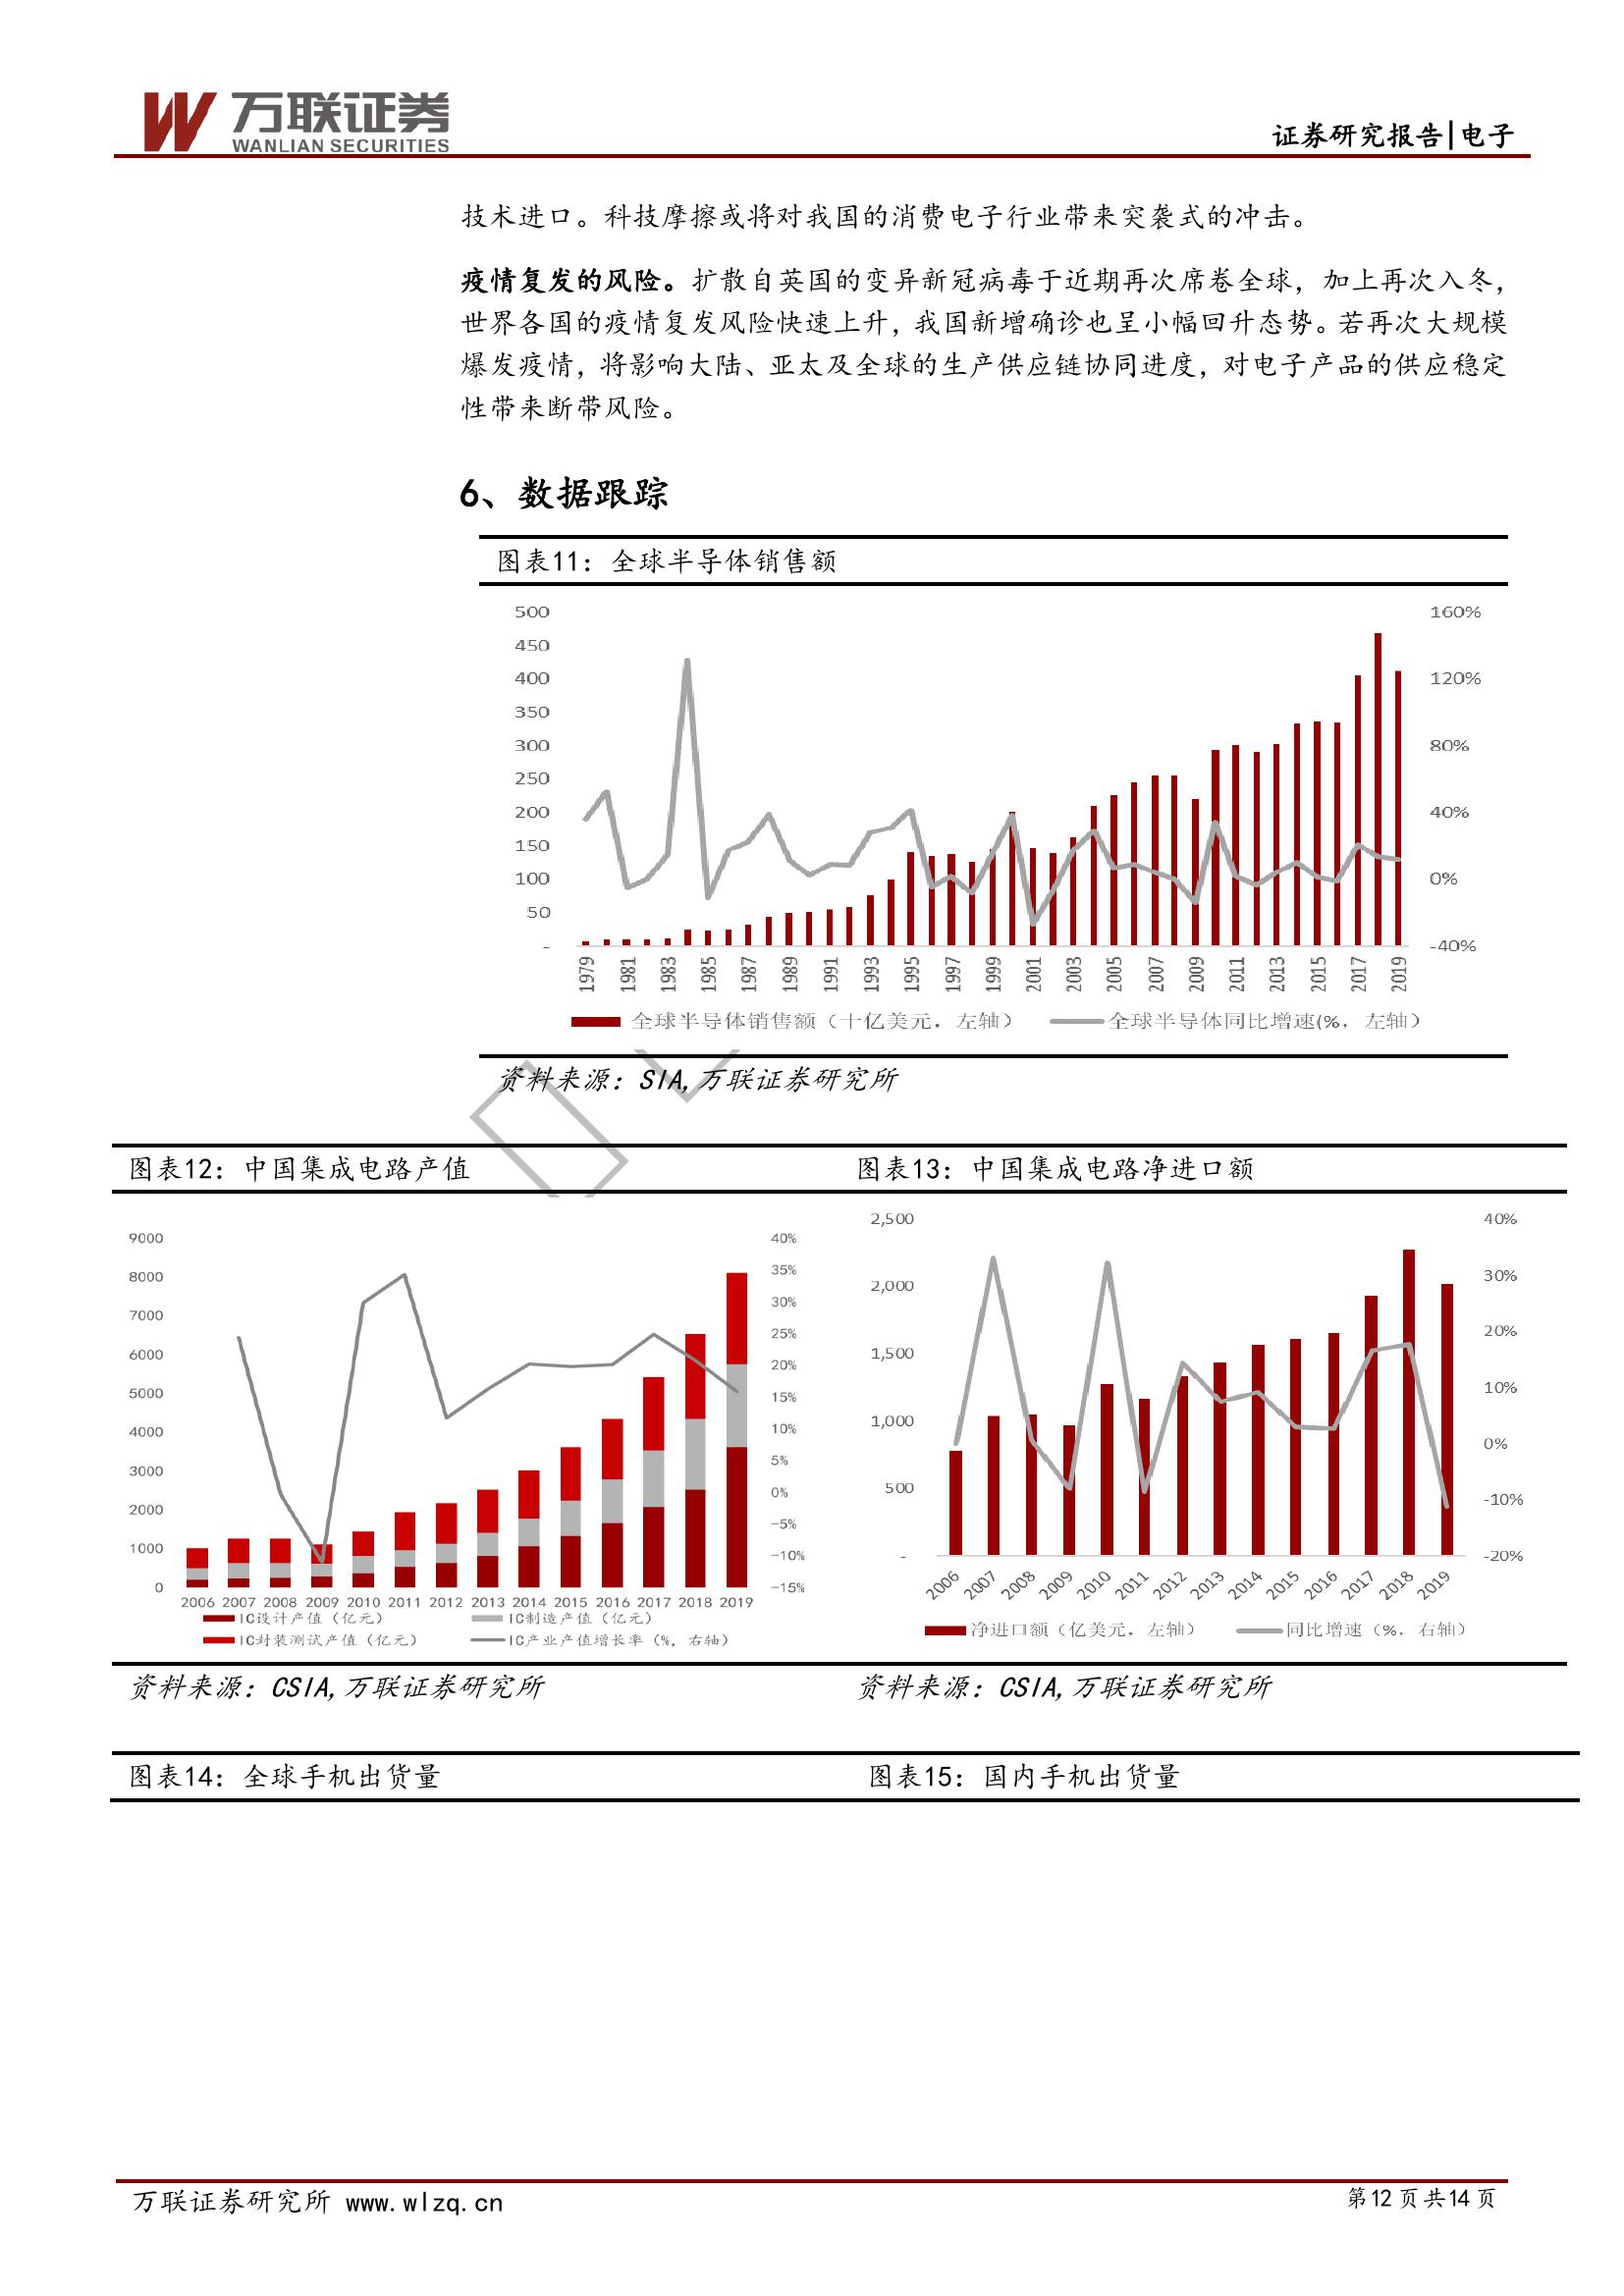 万联证券
WANLIAN SECURITIES
证券研究报告|电子
技术进口。科技摩擦或将对我国的消费电子行业带来突袭式的冲击。
疫情复发的风险。扩散自英国的变异新冠病毒于近期再次席卷全球，加上再次入冬，
世界各国的疫情复发风险快速上升，我国新增确诊也呈小幅回升态势。若再次大规模
爆发疫情，将影响大陆、亚太及全球的生产供应链协同进度，对电子产品的供应稳定
性带来断带风险。
6、数据跟踪
图表11：全球半导体销售额
500
450
400
350
300
250
200
150
100
50
-
160%
120%
80%
40%
0%
-40%
1979 1981 1983 1985 1987 1989 1991 1993 1995 1997 1999 2001 2003 2005 2007 2009 2011 2013 2015 2017 2019
全球半导体销售额（十亿美元，左轴） 全球半导体同比增速(%，左轴）
资料来源：SIA,万联证券研究所
图表12：中国集成电路产值
9000
8000
7000
6000
5000
4000
3000
2000
1000
0
40%
35%
30%
25%
20%
15%
10%
5%
0%
-5%
-10%
-15%
2006 2007 2008 2009 2010 2011 2012 2013 2014 2015 2016 2017 2018 2019
IC设计产值（亿元） IC制造产值（亿元）
IC封装测试产值（亿元） IC产业产值增长率（%，右轴）
资料来源：CSIA,万联证券研究所
图表13：中国集成电路净进口额
2,500
2,000
1,500
1,000
500
-
40%
30%
20%
10%
0%
-10%
-20%
2006 2007 2008 2009 2010 2011 2012 2013 2014 2015 2016 2017 2018 2019
净进口额（亿美元，左轴） 同比增速（%，右轴）
资料来源：CSIA,万联证券研究所
图表14：全球手机出货量
图表15：国内手机出货量
万联证券研究所 www.wlzq.cn
第12页共14页